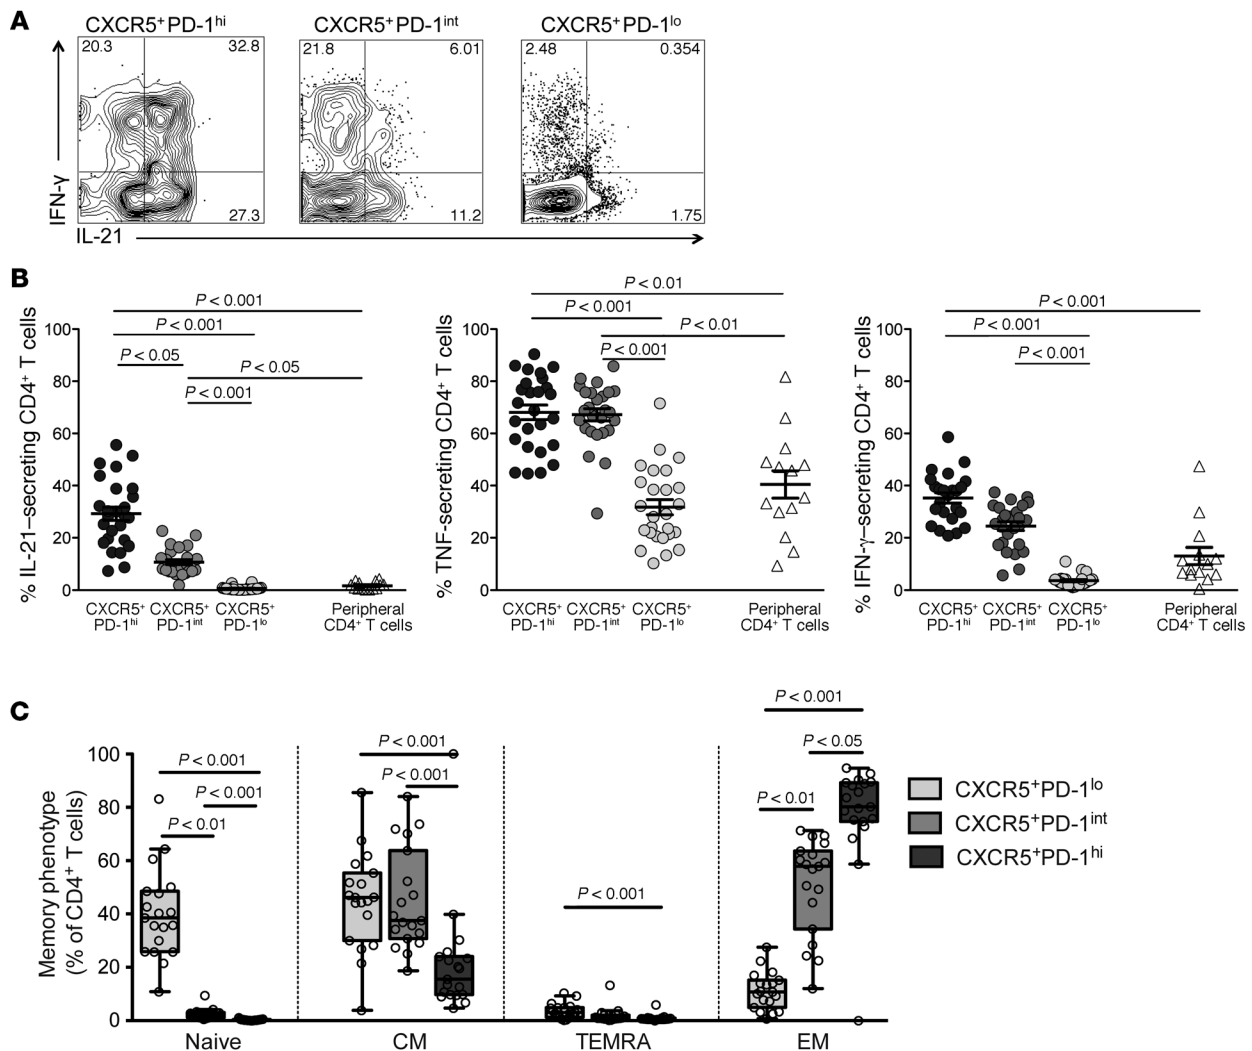 A
CXCR5⁺PD-1ʰⁱ
CXCR5⁺PD-1ⁱⁿᵗ
CXCR5⁺PD-1ˡᵒ
20.3 32.8
21.8 6.01
2.48 0.354
IFN-γ
27.3
11.2
1.75
IL-21
B
% IL-21–secreting CD4⁺ T cells
P < 0.001
P < 0.001
P < 0.05
P < 0.05
P < 0.001
100
80
60
40
20
0
CXCR5⁺
PD-1ʰⁱ
CXCR5⁺
PD-1ⁱⁿᵗ
CXCR5⁺
PD-1ˡᵒ
Peripheral
CD4⁺ T cells
% TNF-secreting CD4⁺ T cells
P < 0.01
P < 0.001
P < 0.01
P < 0.001
100
80
60
40
20
0
CXCR5⁺
PD-1ʰⁱ
CXCR5⁺
PD-1ⁱⁿᵗ
CXCR5⁺
PD-1ˡᵒ
Peripheral
CD4⁺ T cells
% IFN-γ–secreting CD4⁺ T cells
P < 0.001
P < 0.001
P < 0.001
100
80
60
40
20
0
CXCR5⁺
PD-1ʰⁱ
CXCR5⁺
PD-1ⁱⁿᵗ
CXCR5⁺
PD-1ˡᵒ
Peripheral
CD4⁺ T cells
C
Memory phenotype
(% of CD4⁺ T cells)
100
80
60
40
20
0
P < 0.001
P < 0.001
P < 0.01
P < 0.001
P < 0.001
P < 0.001
P < 0.001
P < 0.05
P < 0.01
Naive
CM
TEMRA
EM
CXCR5⁺PD-1ˡᵒ
CXCR5⁺PD-1ⁱⁿᵗ
CXCR5⁺PD-1ʰⁱ